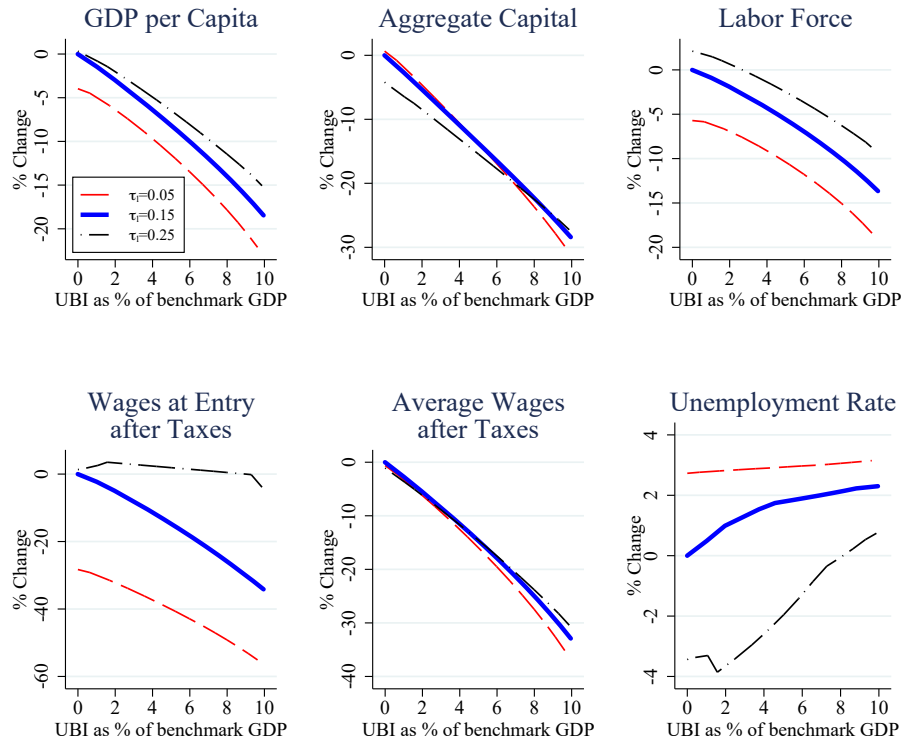 GDP per Capita
% Change
0
-5
-10
-15
-20
τl=0.05
τl=0.15
τl=0.25
0 2 4 6 8 10
UBI as % of benchmark GDP
Aggregate Capital
% Change
0
-10
-20
-30
0 2 4 6 8 10
UBI as % of benchmark GDP
Labor Force
% Change
0
-5
-10
-15
-20
0 2 4 6 8 10
UBI as % of benchmark GDP
Wages at Entry
after Taxes
% Change
0
-20
-40
-60
0 2 4 6 8 10
UBI as % of benchmark GDP
Average Wages
after Taxes
% Change
0
-10
-20
-30
-40
0 2 4 6 8 10
UBI as % of benchmark GDP
Unemployment Rate
% Change
4
2
0
-2
-4
0 2 4 6 8 10
UBI as % of benchmark GDP